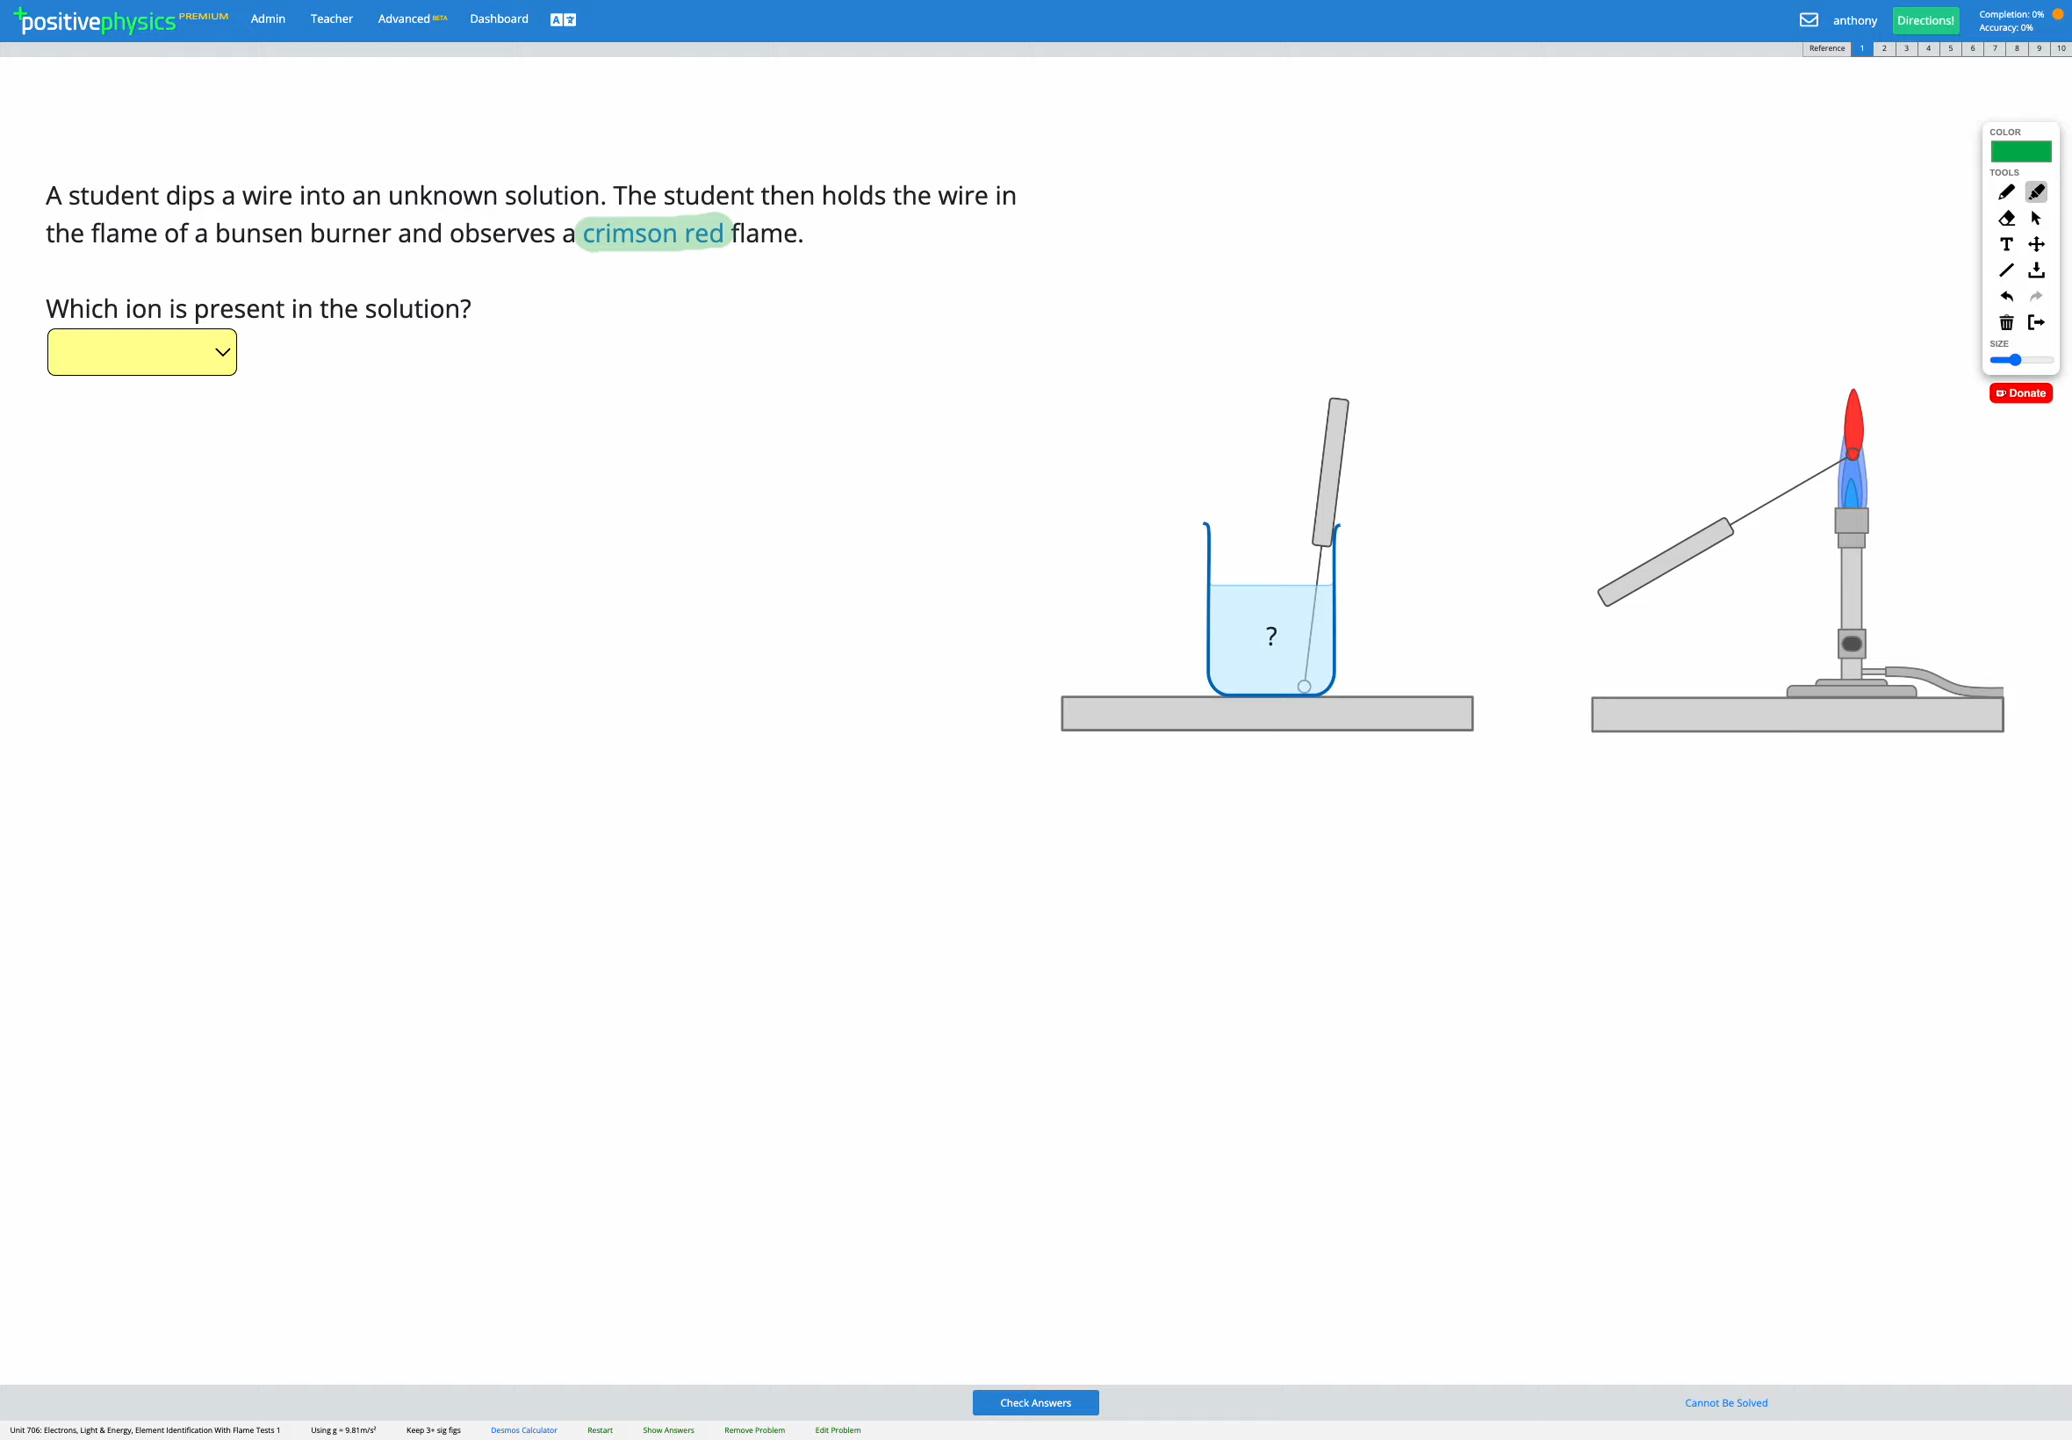 positivephysics PREMIUM
Admin
Teacher
Advanced BETA
Dashboard
A
anthony
Directions!
Completion: 0%
Accuracy: 0%
Reference 1 2 3 4 5 6 7 8 9 10
COLOR
TOOLS
T
SIZE
Donate
A student dips a wire into an unknown solution. The student then holds the wire in
the flame of a bunsen burner and observes a crimson red flame.
Which ion is present in the solution?
?
Check Answers
Cannot Be Solved
Unit 706: Electrons, Light & Energy, Element Identification With Flame Tests 1
Using g = 9.81m/s²
Keep 3+ sig figs
Desmos Calculator
Restart
Show Answers
Remove Problem
Edit Problem